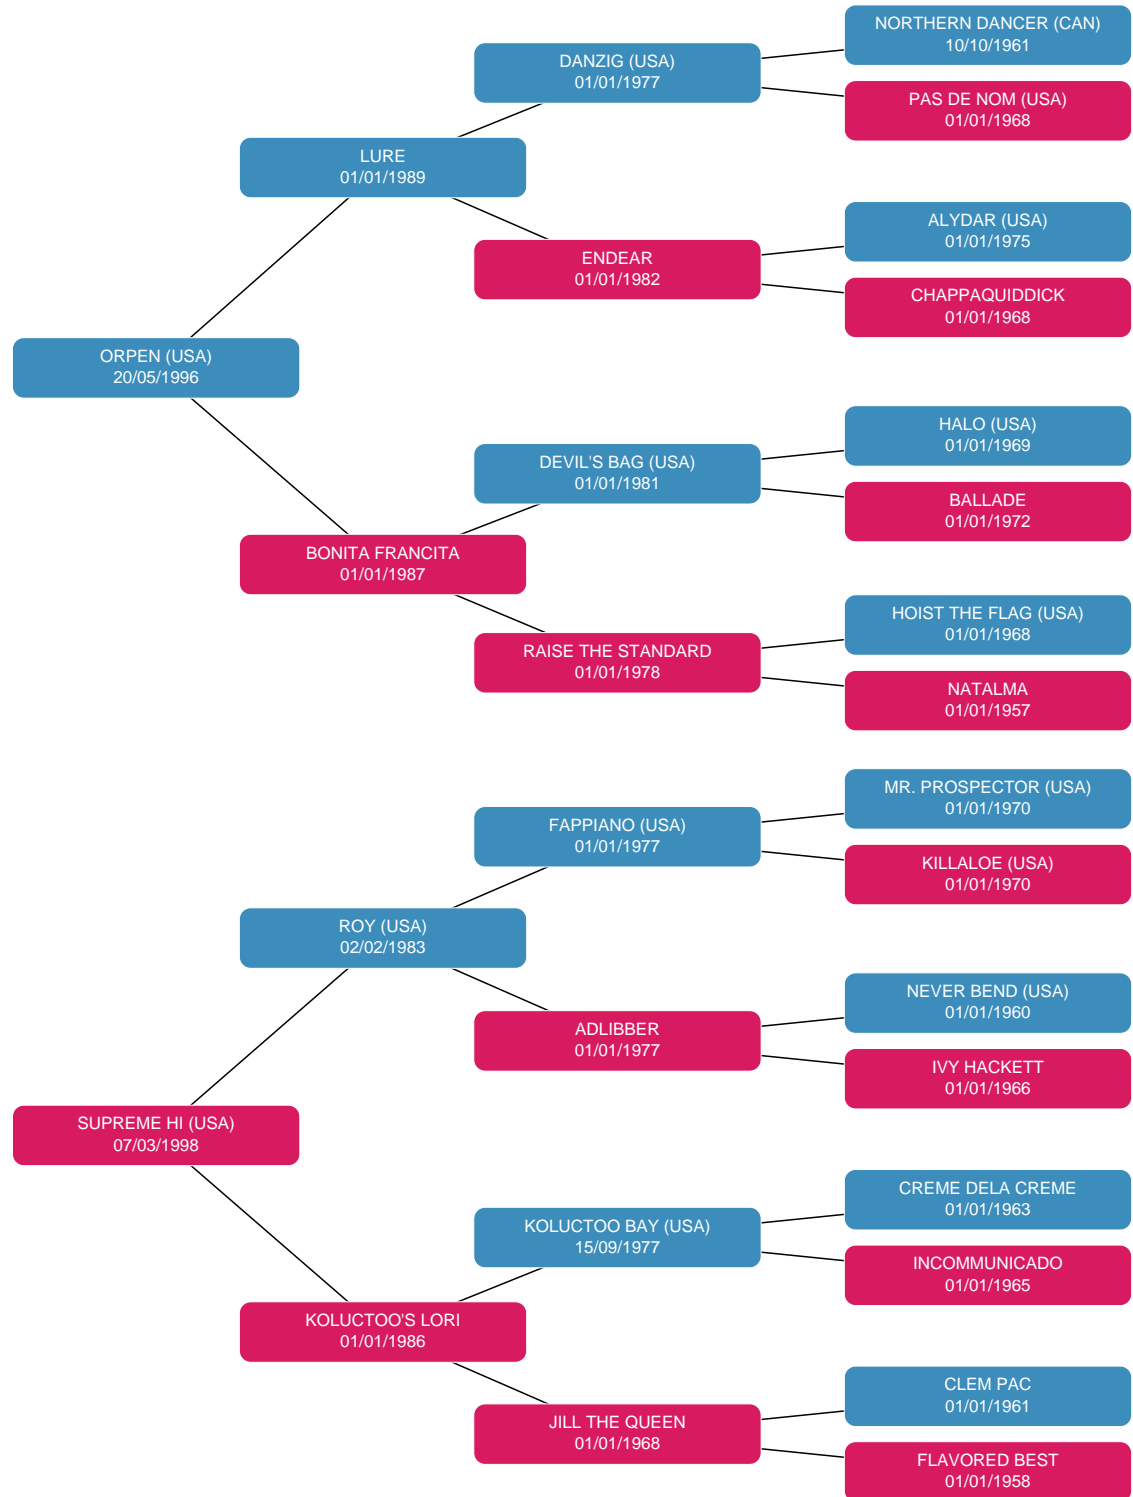 NORTHERN DANCER (CAN)
10/10/1961
DANZIG (USA)
01/01/1977
PAS DE NOM (USA)
01/01/1968
LURE
01/01/1989
ALYDAR (USA)
01/01/1975
ENDEAR
01/01/1982
CHAPPAQUIDDICK
01/01/1968
ORPEN (USA)
20/05/1996
HALO (USA)
01/01/1969
DEVIL'S BAG (USA)
01/01/1981
BALLADE
01/01/1972
BONITA FRANCITA
01/01/1987
HOIST THE FLAG (USA)
01/01/1968
RAISE THE STANDARD
01/01/1978
NATALMA
01/01/1957
MR. PROSPECTOR (USA)
01/01/1970
FAPPIANO (USA)
01/01/1977
KILLALOE (USA)
01/01/1970
ROY (USA)
02/02/1983
NEVER BEND (USA)
01/01/1960
ADLIBBER
01/01/1977
IVY HACKETT
01/01/1966
SUPREME HI (USA)
07/03/1998
CREME DELA CREME
01/01/1963
KOLUCTOO BAY (USA)
15/09/1977
INCOMMUNICADO
01/01/1965
KOLUCTOO'S LORI
01/01/1986
CLEM PAC
01/01/1961
JILL THE QUEEN
01/01/1968
FLAVORED BEST
01/01/1958